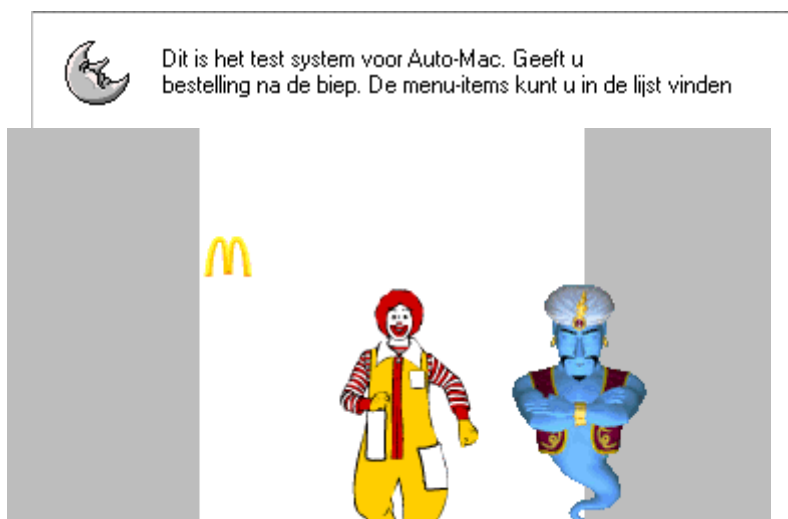 Dit is het test system voor Auto-Mac. Geeft u
bestelling na de biep. De menu-items kunt u in de lijst vinden